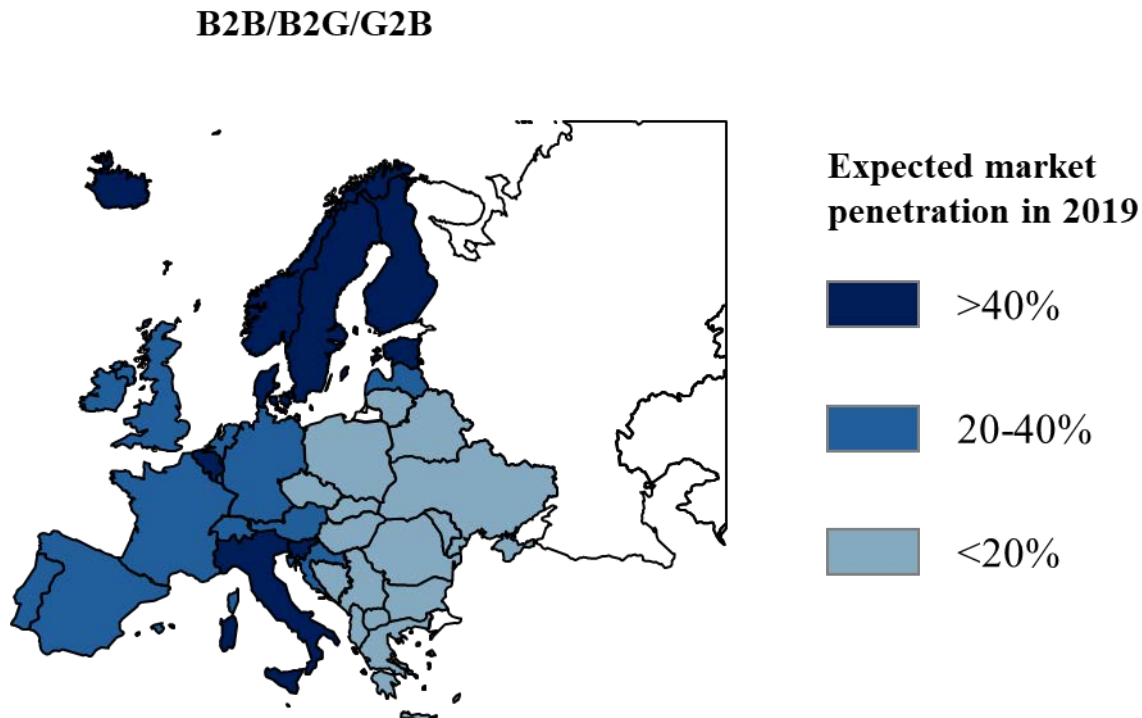 B2B/B2G/G2B
Expected market
penetration in 2019
>40%
20-40%
<20%